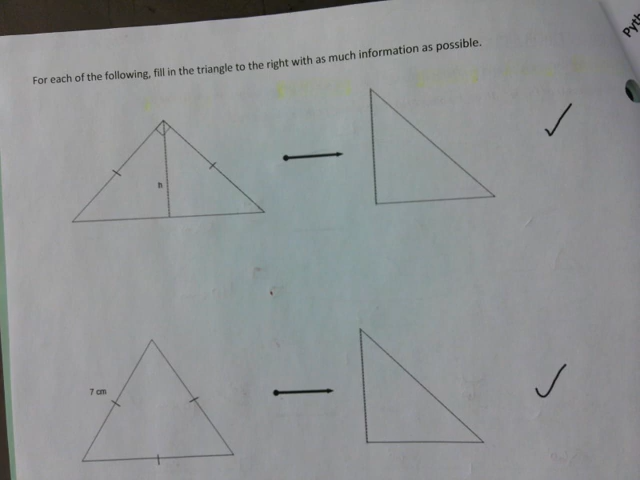 For each of the following, fill in the triangle to the right with as much information as possible.
h
7 cm